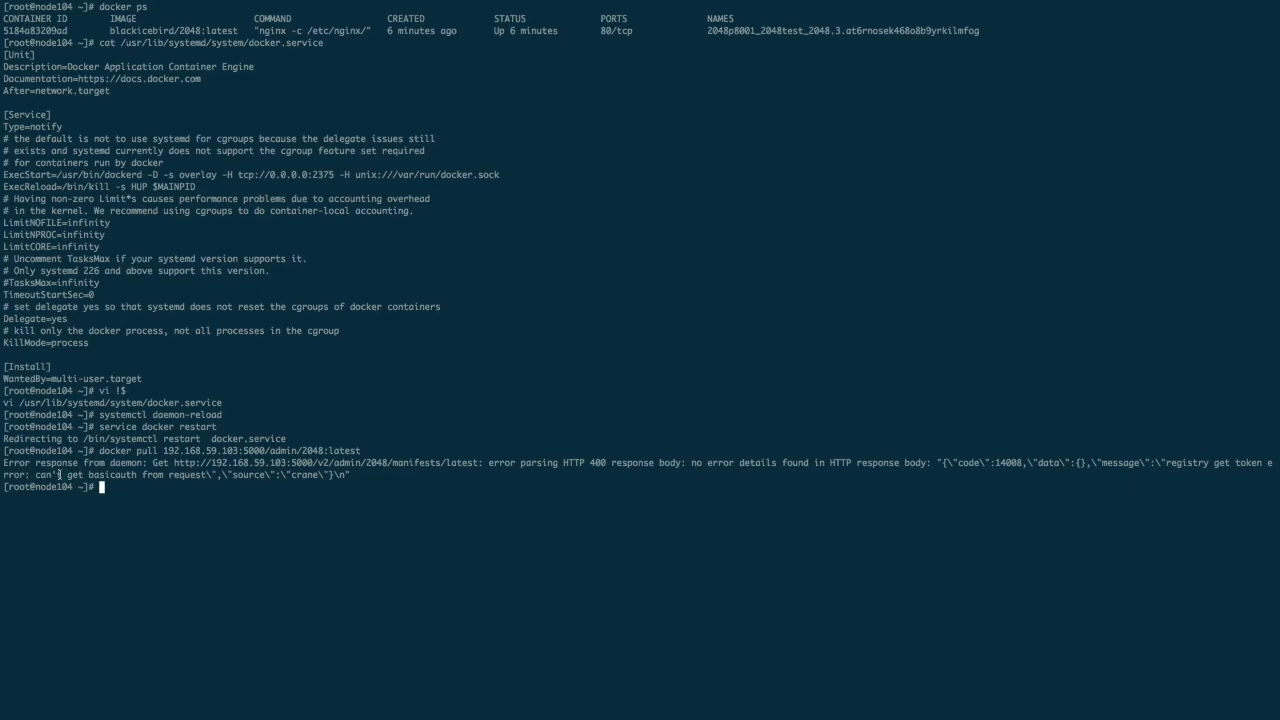 [root@node104 ~]# docker ps
CONTAINER ID IMAGE COMMAND CREATED STATUS PORTS NAMES
5184a83209ad blackicebird/2048:latest "nginx -c /etc/nginx/" 6 minutes ago Up 6 minutes 80/tcp 2048p8001_2048test_2048.3.at6rnosek468o8b9yrkilmfog
[root@node104 ~]# cat /usr/lib/systemd/system/docker.service
[Unit]
Description=Docker Application Container Engine
Documentation=https://docs.docker.com
After=network.target
[Service]
Type=notify
# the default is not to use systemd for cgroups because the delegate issues still
# exists and systemd currently does not support the cgroup feature set required
# for containers run by docker
ExecStart=/usr/bin/dockerd -D -s overlay -H tcp://0.0.0.0:2375 -H unix:///var/run/docker.sock
ExecReload=/bin/kill -s HUP $MAINPID
# Having non-zero Limit*s causes performance problems due to accounting overhead
# in the kernel. We recommend using cgroups to do container-local accounting.
LimitNOFILE=infinity
LimitNPROC=infinity
LimitCORE=infinity
# Uncomment TasksMax if your systemd version supports it.
# Only systemd 226 and above support this version.
#TasksMax=infinity
TimeoutStartSec=0
# set delegate yes so that systemd does not reset the cgroups of docker containers
Delegate=yes
# kill only the docker process, not all processes in the cgroup
KillMode=process
[Install]
WantedBy=multi-user.target
[root@node104 ~]# vi !$
vi /usr/lib/systemd/system/docker.service
[root@node104 ~]# systemctl daemon-reload
[root@node104 ~]# service docker restart
Redirecting to /bin/systemctl restart  docker.service
[root@node104 ~]# docker pull 192.168.59.103:5000/admin/2048:latest
Error response from daemon: Get http://192.168.59.103:5000/v2/admin/2048/manifests/latest: error parsing HTTP 400 response body: no error details found in HTTP response body: "{\"code\":14008,\"data\":{},\"message\":\"registry get token e
rror: can't get basicauth from request\",\"source\":\"crane\"}\n"
[root@node104 ~]#